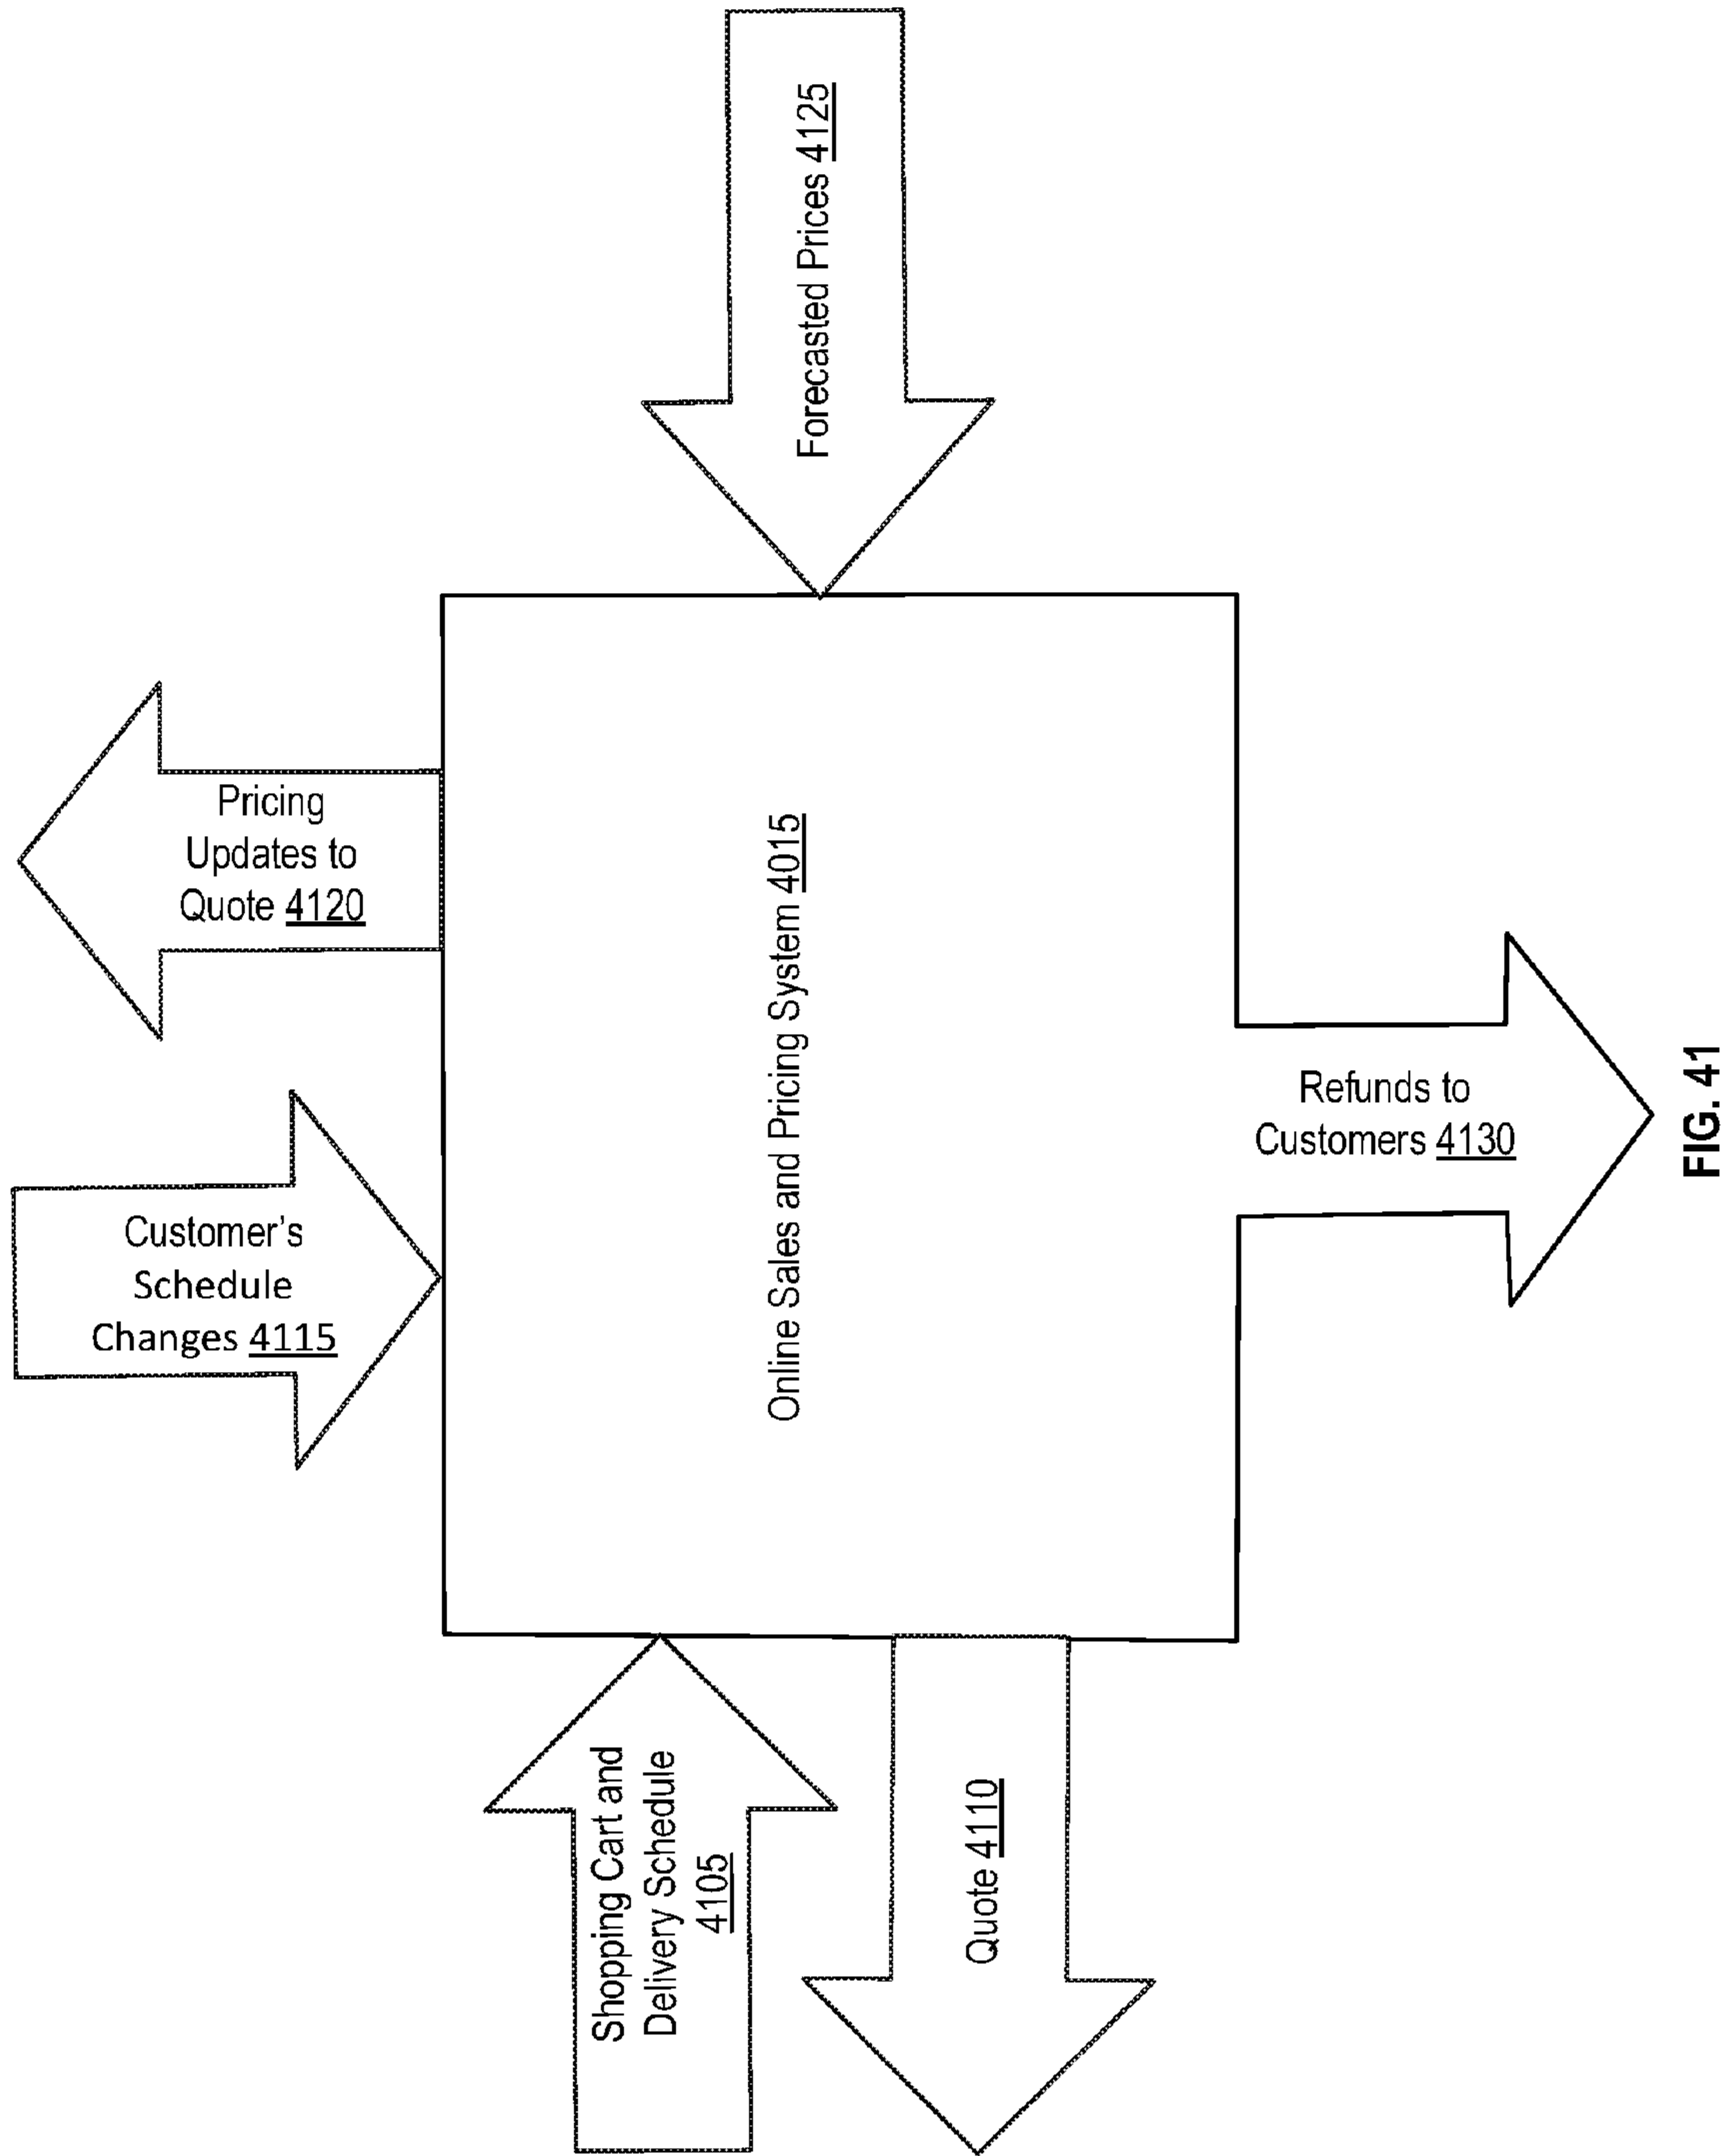 Forecasted Prices 4125
Pricing
Updates to
Quote 4120
Customer’s
Schedule
Changes 4115
Online Sales and Pricing System 4015
Refunds to
Customers 4130
Shopping Cart and
Delivery Schedule
4105
Quote 4110
FIG. 41